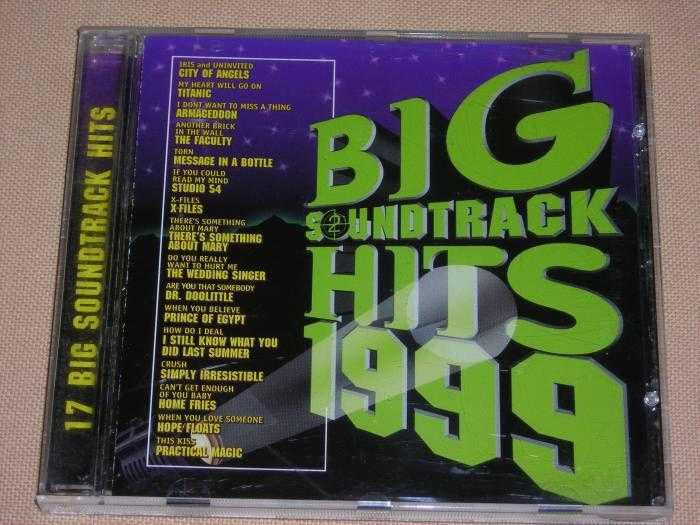 17 BIG SOUNDTRACK HITS
IRIS and UNINVITED
CITY OF ANGELS
MY HEART WILL GO ON
TITANIC
I DONT WANT TO MISS A THING
ARMAGEDDON
ANOTHER BRICK
IN THE WALL
THE FACULTY
TORN
MESSAGE IN A BOTTLE
IF YOU COULD
READ MY MIND
STUDIO 54
X-FILES
X-FILES
THERE'S SOMETHING
ABOUT MARY
THERE'S SOMETHING
ABOUT MARY
DO YOU REALLY
WANT TO HURT ME
THE WEDDING SINGER
ARE YOU THAT SOMEBODY
DR. DOOLITTLE
WHEN YOU BELIEVE
PRINCE OF EGYPT
HOW DO I DEAL
I STILL KNOW WHAT YOU
DID LAST SUMMER
CRUSH
SIMPLY IRRESISTIBLE
CAN'T GET ENOUGH
OF YOU BABY
HOME FRIES
WHEN YOU LOVE SOMEONE
HOPE FLOATS
THIS KISS
PRACTICAL MAGIC
BIG
SOUNDTRACK
2
HITS
1999